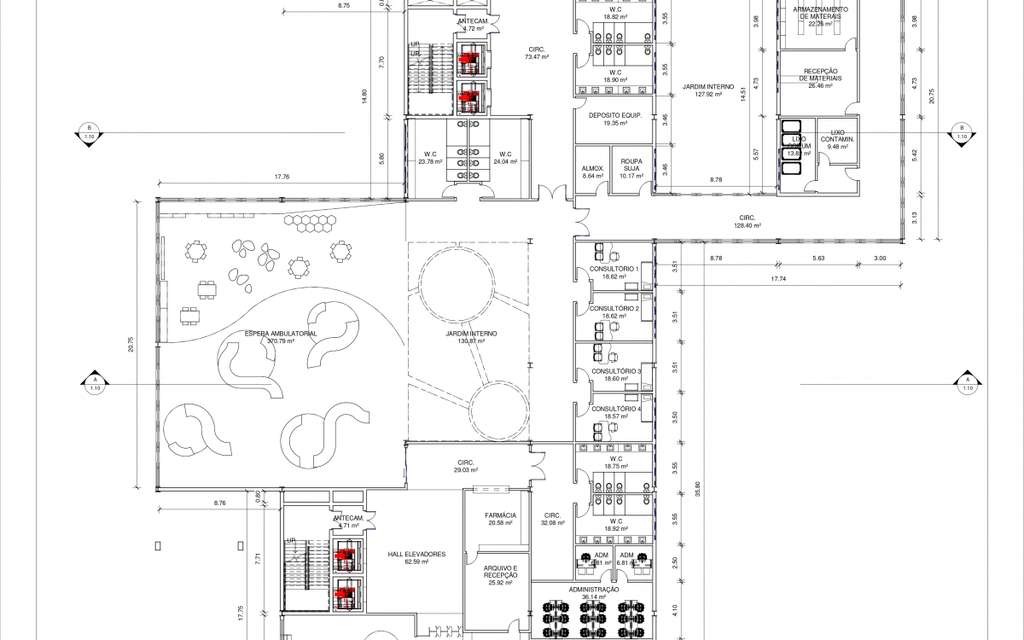 8.75
ANTECAM.
4.72 m²
UP
UP
7.70
14.80
CIRC.
73.47 m²
W.C
18.82 m²
3.55
W.C
18.90 m²
3.55
JARDIM INTERNO
127.92 m²
14.51
3.98
4.73
ARMAZENAMENTO
DE MATERAIS
RECEPÇÃO
DE MATERIAIS
26.46 m²
3.98
4.73
20.75
DEPOSITO EQUIP.
19.35 m²
3.46
B
1.10
B
1.10
5.60
W.C
23.78 m²
W.C
24.04 m²
ALMOX.
6.64 m²
ROUPA
SUJA
10.17 m²
3.46
5.57
LIXO
LIXO
CONTAMIN.
9.48 m²
5.42
17.76
8.78
CIRC.
128.40 m²
3.13
8.78
5.63
3.00
17.74
CONSULTÓRIO 1
18.62 m²
3.51
CONSULTÓRIO 2
18.62 m²
3.51
ESPERA AMBULATORIAL
370.79 m²
JARDIM INTERNO
130.87 m²
20.75
CONSULTÓRIO 3
18.60 m²
3.51
A
1.10
A
1.10
CONSULTÓRIO 4
18.57 m²
3.50
CIRC.
29.03 m²
W.C
18.75 m²
3.55
35.80
8.76
0.80
ANTECAM.
4.71 m²
FARMÁCIA
20.58 m²
CIRC.
32.08 m²
W.C
18.92 m²
3.55
UP
7.71
HALL ELEVADORES
62.59 m²
ARQUIVO E
RECEPÇÃO
25.92 m²
ADM
6.81 m²
ADM
6.81 m²
2.50
ADMINISTRAÇÃO
36.14 m²
17.75
4.10